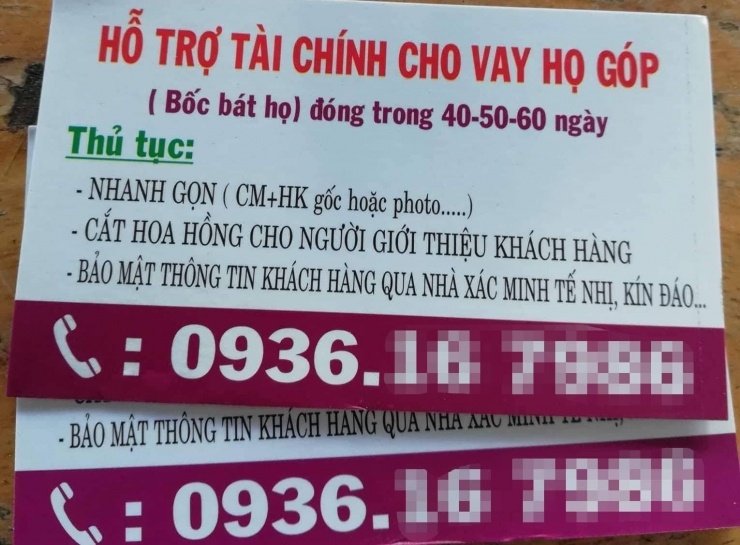 HỖ TRỢ TÀI CHÍNH CHO VAY HỌ GÓP
( Bốc bát họ) đóng trong 40-50-60 ngày
Thủ tục:
- NHANH GỌN ( CM+HK gốc hoặc photo.....)
- CẮT HOA HỒNG CHO NGƯỜI GIỚI THIỆU KHÁCH HÀNG
- BẢO MẬT THÔNG TIN KHÁCH HÀNG QUA NHÀ XÁC MINH TẾ NHỊ, KÍN ĐÁO...
: 0936.
- BẢO MẬT THÔNG TIN KHÁCH HÀNG QUA NHÀ XÁC MINH TẾ NHỊ,
: 0936.